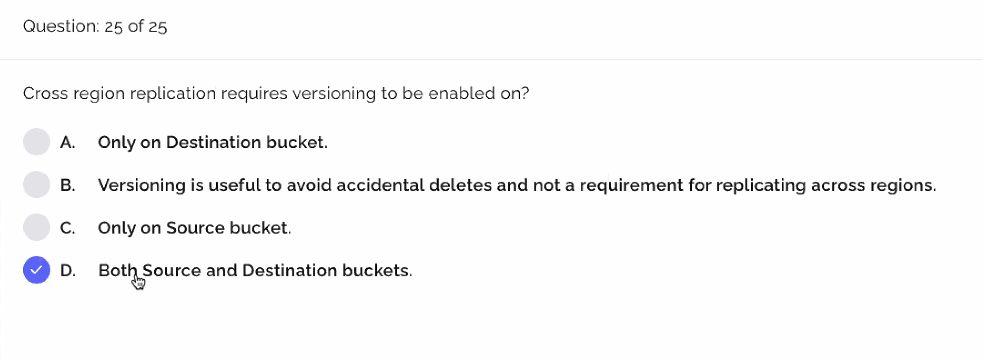 Question: 25 of 25
Cross region replication requires versioning to be enabled on?
A. Only on Destination bucket.
B. Versioning is useful to avoid accidental deletes and not a requirement for replicating across regions.
C. Only on Source bucket.
D. Both Source and Destination buckets.